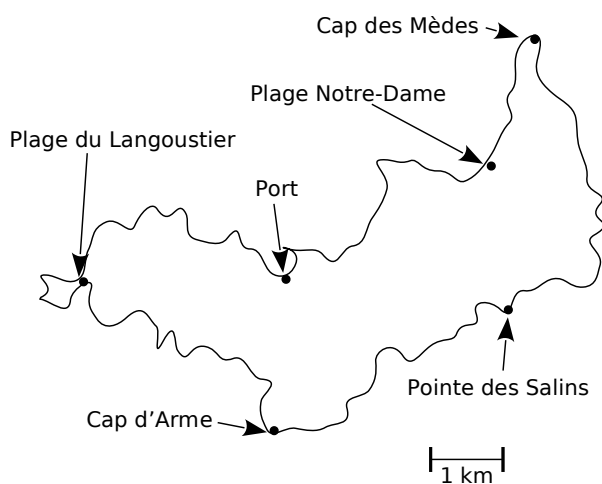 Cap des Mèdes
Plage Notre-Dame
Plage du Langoustier
Port
Pointe des Salins
Cap d’Arme
1 km